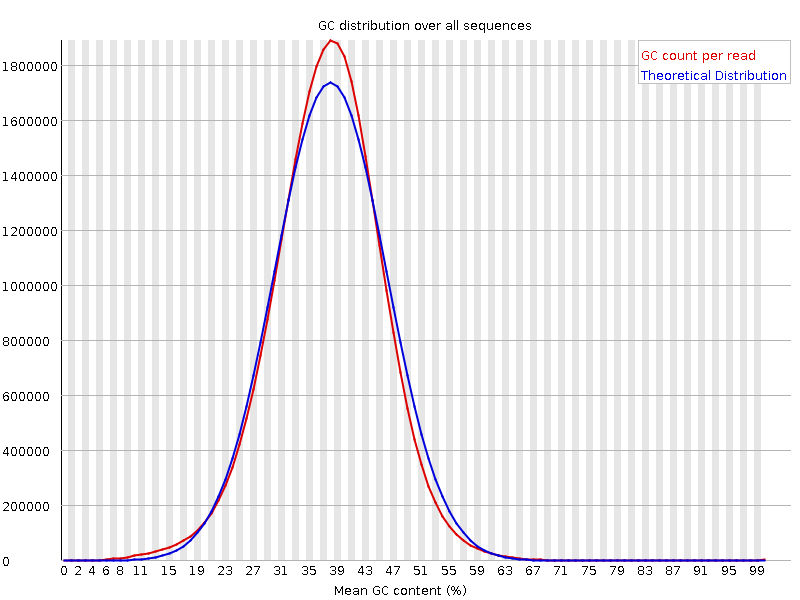 GC distribution over all sequences
GC count per read
Theoretical Distribution
1800000
1600000
1400000
1200000
1000000
800000
600000
400000
200000
0
0 2 4 6 8 11 15 19 23 27 31 35 39 43 47 51 55 59 63 67 71 75 79 83 87 91 95 99
Mean GC content (%)